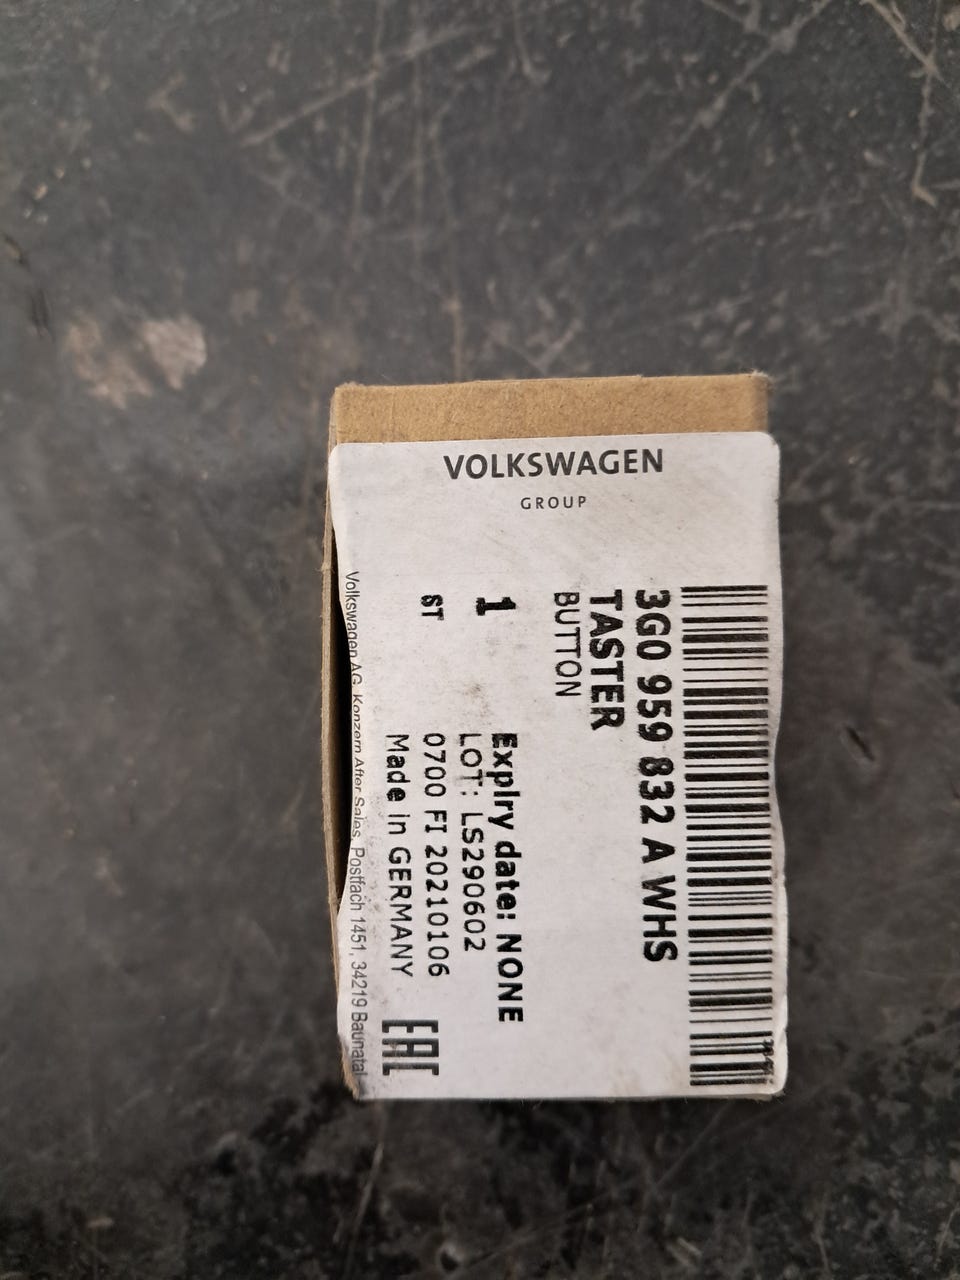 VOLKSWAGEN
GROUP
3G0 959 832 A WHS
TASTER
BUTTON
1
Expiry date: NONE
LOT: LS290602
ST
0700 FI 20210106
Made in GERMANY
EAC
Volkswagen AG, Konzern After Sales, Postfach 1451, 34219 Baunatal